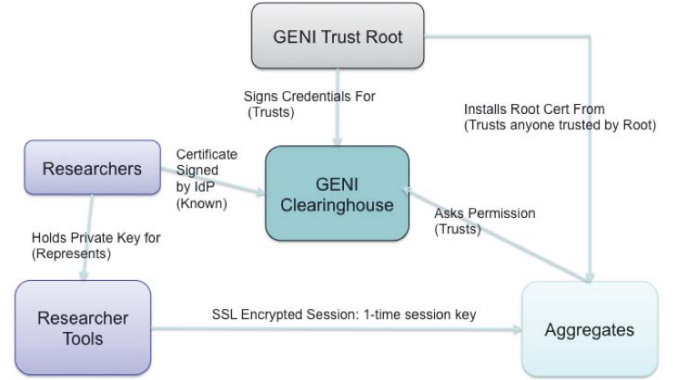 GENI Trust Root
Signs Credentials For
(Trusts)
Installs Root Cert From
(Trusts anyone trusted by Root)
Researchers
Certificate
Signed
by IdP
(Known)
GENI
Clearinghouse
Asks Permission
(Trusts)
Holds Private Key for
(Represents)
Researcher
Tools
SSL Encrypted Session: 1-time session key
Aggregates